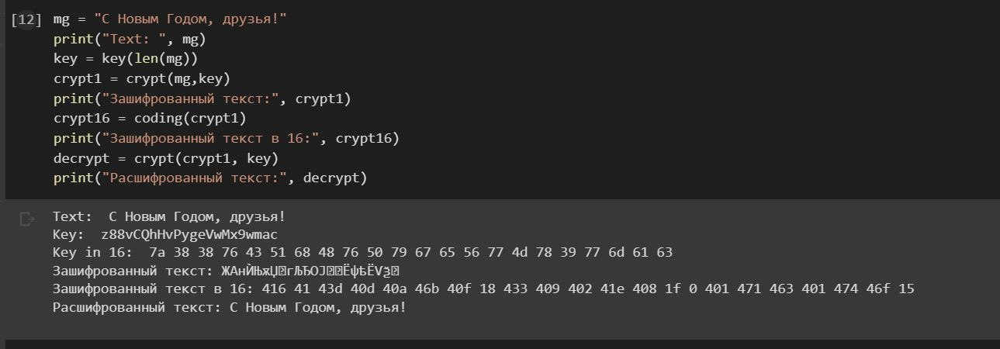 [12] mg = "С Новым Годом, друзья!"
print("Text: ", mg)
key = key(len(mg))
crypt1 = crypt(mg,key)
print("Зашифрованный текст:", crypt1)
crypt16 = coding(crypt1)
print("Зашифрованный текст в 16:", crypt16)
decrypt = crypt(crypt1, key)
print("Расшифрованный текст:", decrypt)
Text:  С Новым Годом, друзья!
Key:  z88vCQhHvPygeVwMx9wmac
Key in 16:  7a 38 38 76 43 51 68 48 76 50 79 67 65 56 77 4d 78 39 77 6d 61 63
Зашифрованный текст:
Зашифрованный текст в 16: 416 41 43d 40d 40a 46b 40f 18 433 409 402 41e 408 1f 0 401 471 463 401 474 46f 15
Расшифрованный текст: С Новым Годом, друзья!